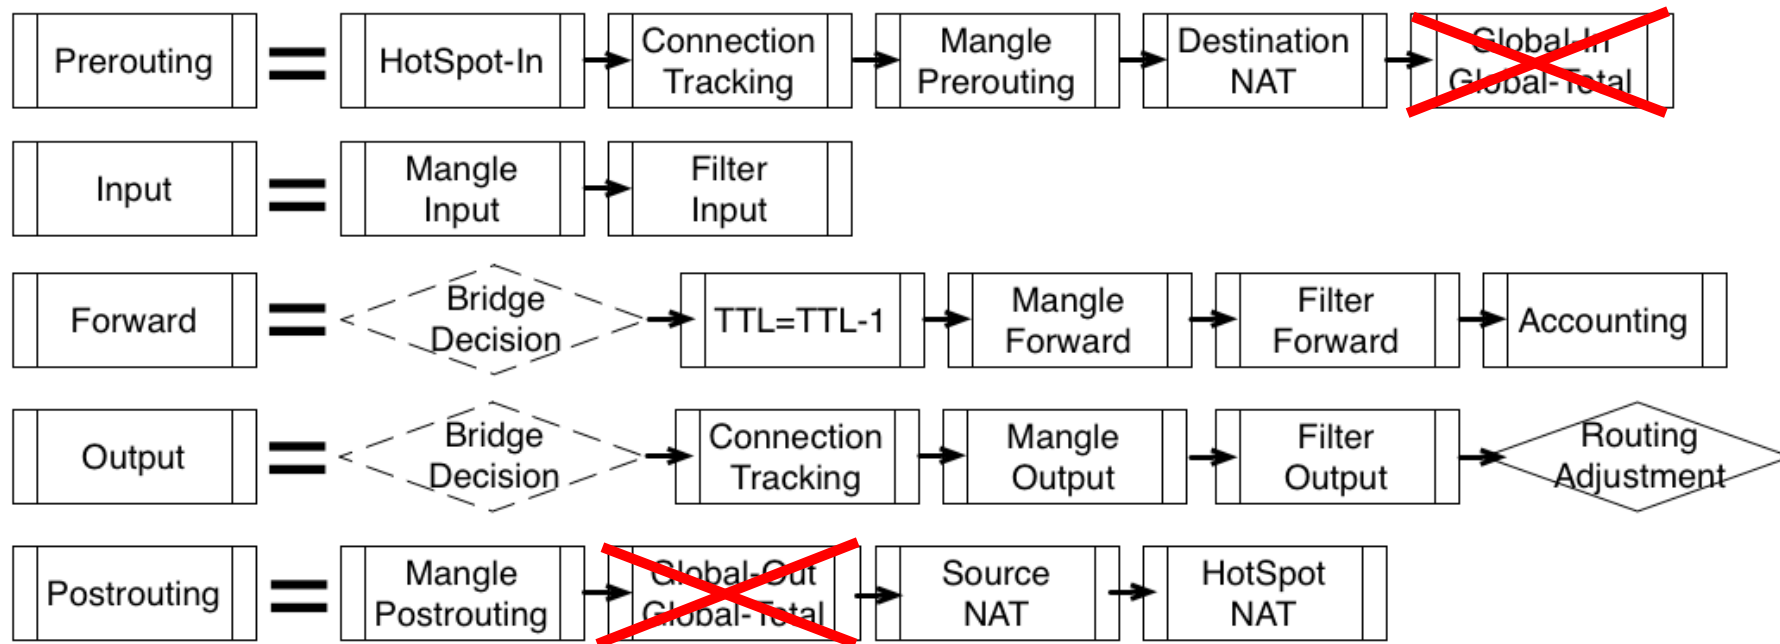 Prerouting
HotSpot-In
Connection
Tracking
Mangle
Prerouting
Destination
NAT
Global-In
Global-Total
Input
Mangle
Input
Filter
Input
Forward
Bridge
Decision
TTL=TTL-1
Mangle
Forward
Filter
Forward
Accounting
Output
Bridge
Decision
Connection
Tracking
Mangle
Output
Filter
Output
Routing
Adjustment
Postrouting
Mangle
Postrouting
Global-Out
Global-Total
Source
NAT
HotSpot
NAT